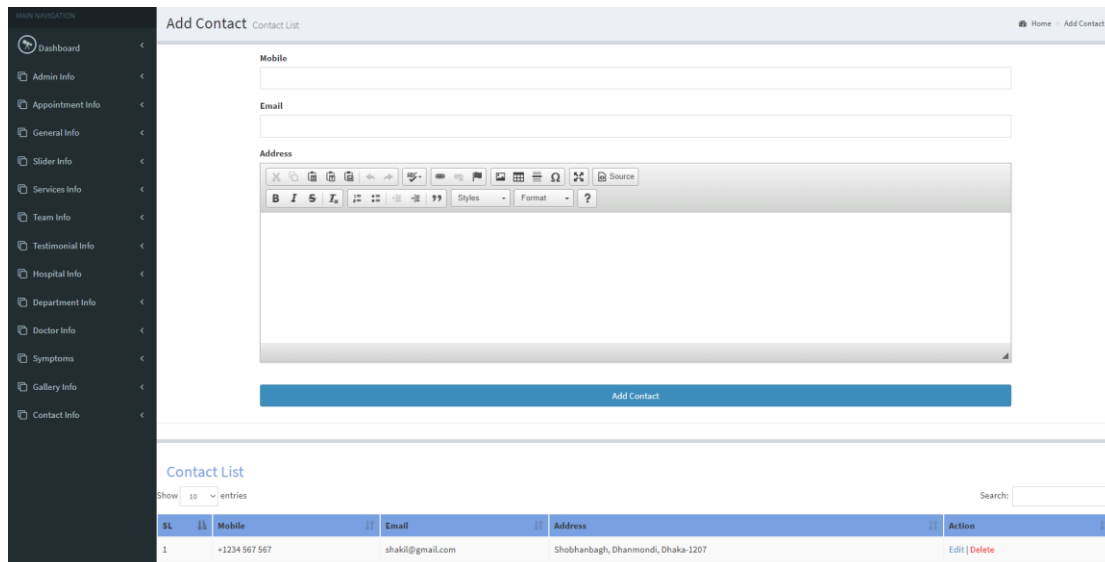 MAIN NAVIGATION
Dashboard
Admin Info
Appointment Info
General Info
Slider Info
Services Info
Team Info
Testimonial Info
Hospital Info
Department Info
Doctor Info
Symptoms
Gallery Info
Contact Info
Add Contact Contact List
Home > Add Contact
Mobile
Email
Address
Source
B I S Ix Styles Format ?
Add Contact
Contact List
Show 10 entries
Search:
SL Mobile Email Address Action
1 +1234 567 567 shakil@gmail.com Shobhanbagh, Dhanmondi, Dhaka-1207 Edit | Delete